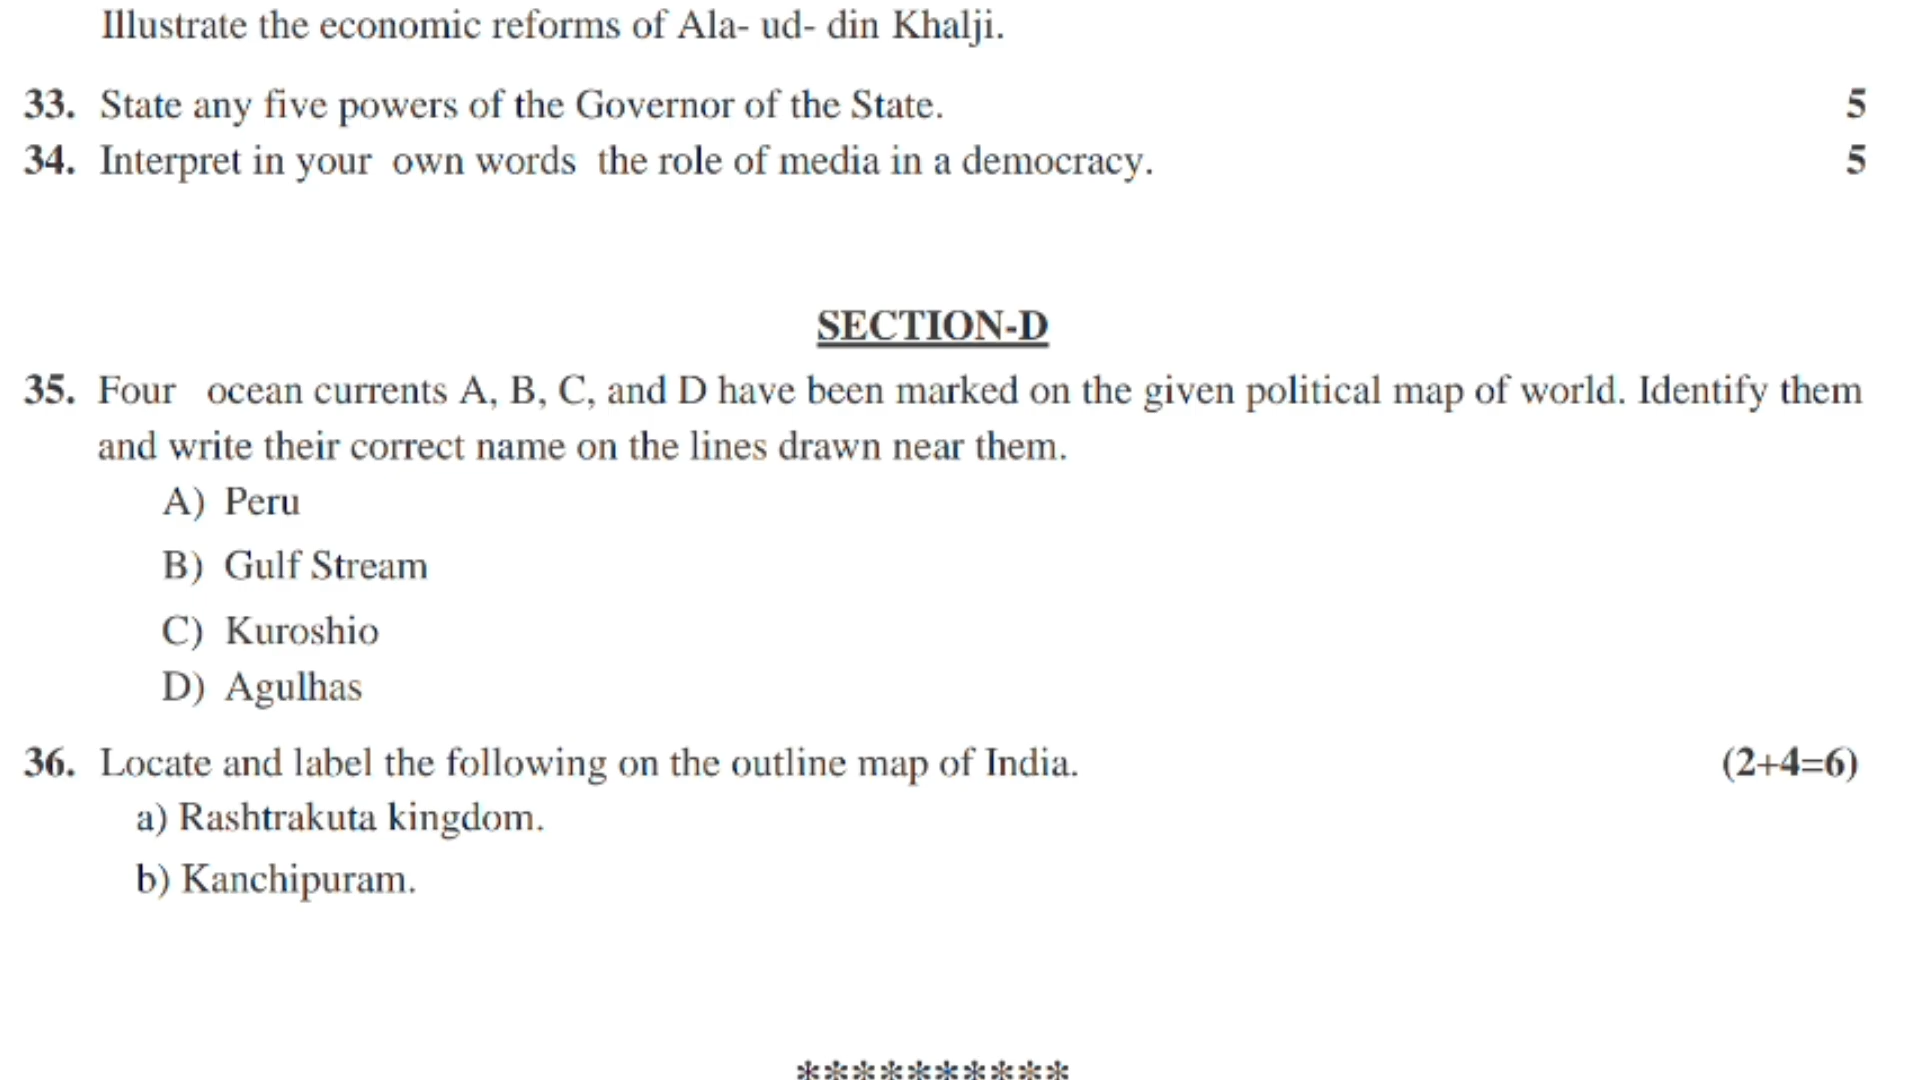 Illustrate the economic reforms of Ala- ud- din Khalji.
33. State any five powers of the Governor of the State. 5
34. Interpret in your own words the role of media in a democracy. 5
SECTION-D
35. Four ocean currents A, B, C, and D have been marked on the given political map of world. Identify them
and write their correct name on the lines drawn near them.
A) Peru
B) Gulf Stream
C) Kuroshio
D) Agulhas
36. Locate and label the following on the outline map of India. (2+4=6)
a) Rashtrakuta kingdom.
b) Kanchipuram.
**********